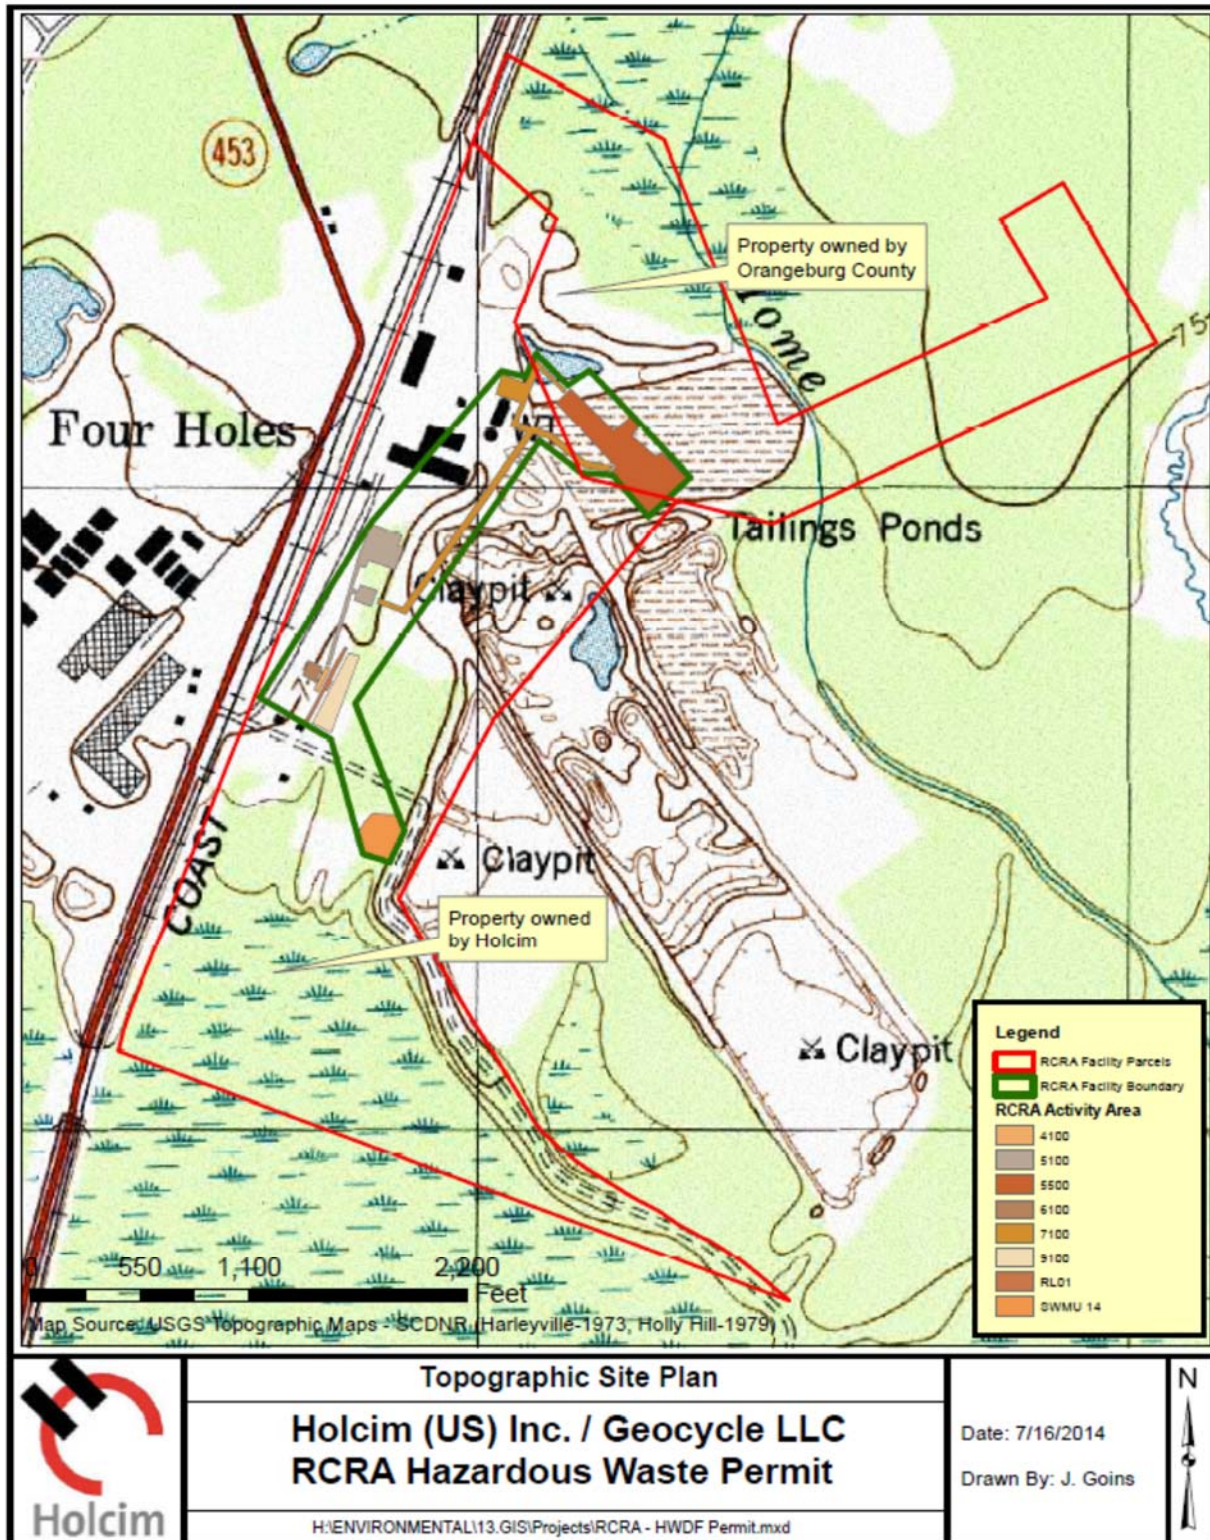 453
Property owned by
Orangeburg County
Tome
75
Four Holes
Tailings Ponds
Claypit
Claypit
COAST
Property owned
by Holcim
Claypit
Legend
RCRA Facility Parcels
RCRA Facility Boundary
RCRA Activity Area
4100
5100
5500
6100
7100
9100
RL01
SWMU 14
0 550 1,100 2,200
Feet
Map Source: USGS Topographic Maps - SCDNR (Harleyville-1973, Holly Hill-1979)
Holcim
Topographic Site Plan
Holcim (US) Inc. / Geocycle LLC
RCRA Hazardous Waste Permit
H:\ENVIRONMENTAL\13.GIS\Projects\RCRA - HWDF Permit.mxd
Date: 7/16/2014
Drawn By: J. Goins
N